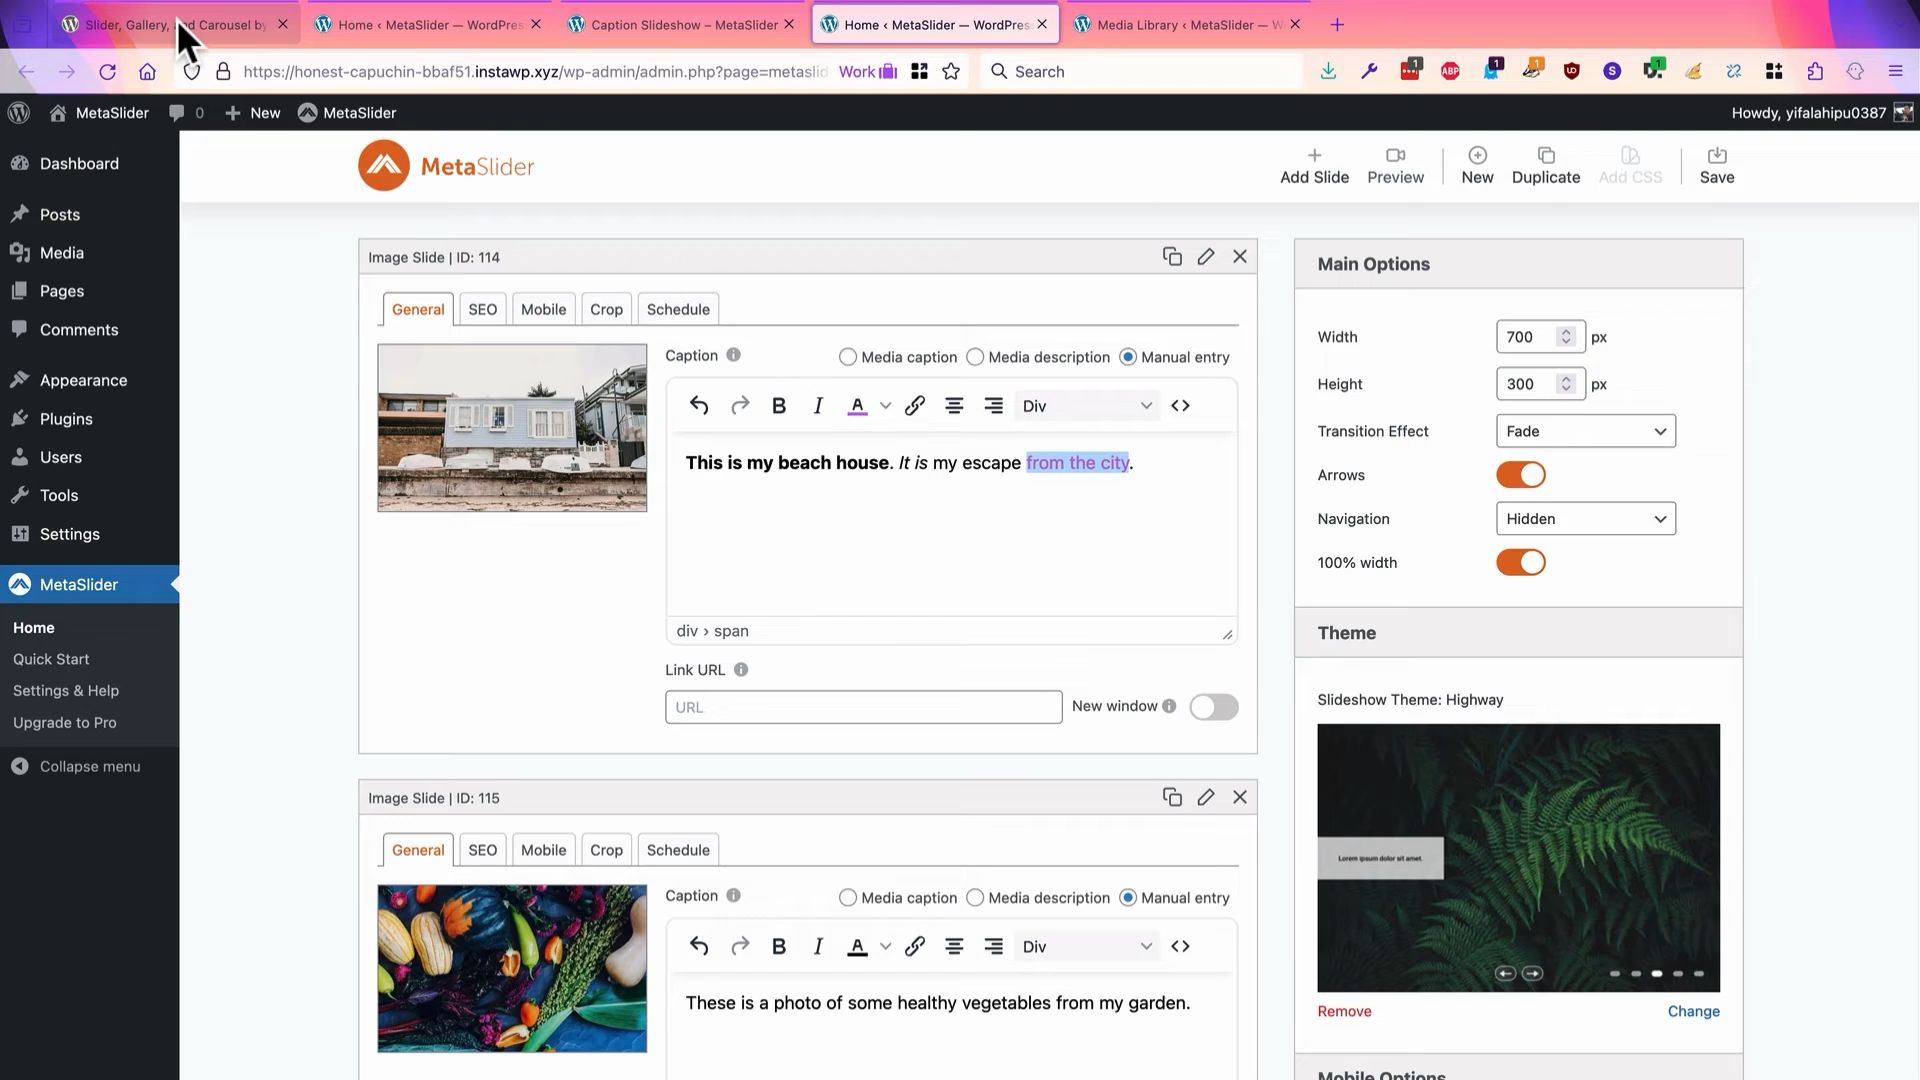 Slider, Gallery, and Carousel by
Home ‹ MetaSlider — WordPres
Caption Slideshow – MetaSlider
Home ‹ MetaSlider — WordPres
Media Library ‹ MetaSlider — W
https://honest-capuchin-bbaf51.instawp.xyz/wp-admin/admin.php?page=metaslid
Work
Search
1
ABP
1
1
S
1
MetaSlider
0
New
MetaSlider
Howdy, yifalahipu0387
Dashboard
Posts
Media
Pages
Comments
Appearance
Plugins
Users
Tools
Settings
MetaSlider
Home
Quick Start
Settings & Help
Upgrade to Pro
Collapse menu
MetaSlider
Add Slide
Preview
New
Duplicate
Add CSS
Save
Image Slide | ID: 114
General
SEO
Mobile
Crop
Schedule
Caption
Media caption
Media description
Manual entry
B
I
A
Div
This is my beach house. It is my escape from the city.
div › span
Link URL
URL
New window
Image Slide | ID: 115
General
SEO
Mobile
Crop
Schedule
Caption
Media caption
Media description
Manual entry
B
I
A
Div
These is a photo of some healthy vegetables from my garden.
Main Options
Width
700
px
Height
300
px
Transition Effect
Fade
Arrows
Navigation
Hidden
100% width
Theme
Slideshow Theme: Highway
Lorem ipsum dolor sit amet.
Remove
Change
Mobile Options